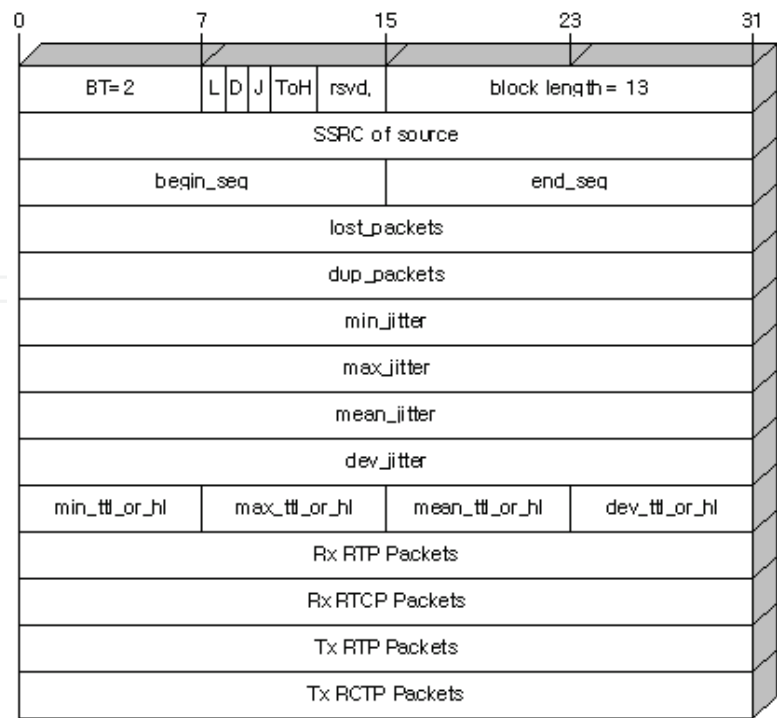 0 7 15 23 31
BT=2 L D J ToH rsvd, block length = 13
SSRC of source
begin_seq end_seq
lost_packets
dup_packets
min_jitter
max_jitter
mean_jitter
dev_jitter
min_ttl_or_hl max_ttl_or_hl mean_ttl_or_hl dev_ttl_or_hl
Rx RTP Packets
Rx RTCP Packets
Tx RTP Packets
Tx RCTP Packets